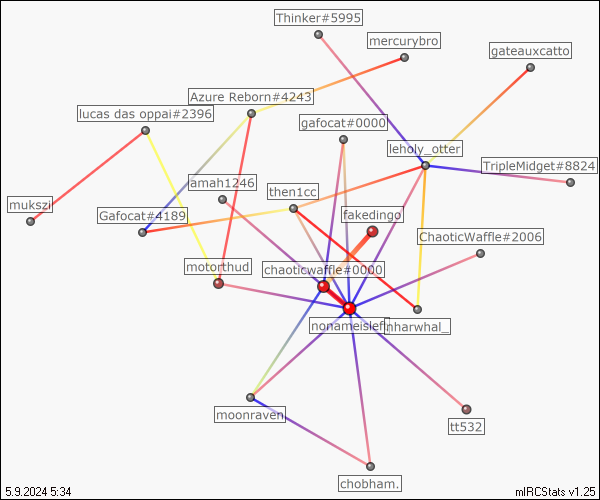 Thinker#5995
mercurybro
gateauxcatto
Azure Reborn#4243
lucas das oppai#2396
gafocat#0000
leholy_otter
TripleMidget#8824
amah1246
then1cc
mukszi
Gafocat#4189
fakedingo
ChaoticWaffle#2006
motorthud
chaoticwaffle#0000
nonameisleft
nharwhal_
moonraven
tt532
chobham.
5.9.2024 5:34
mIRCStats v1.25